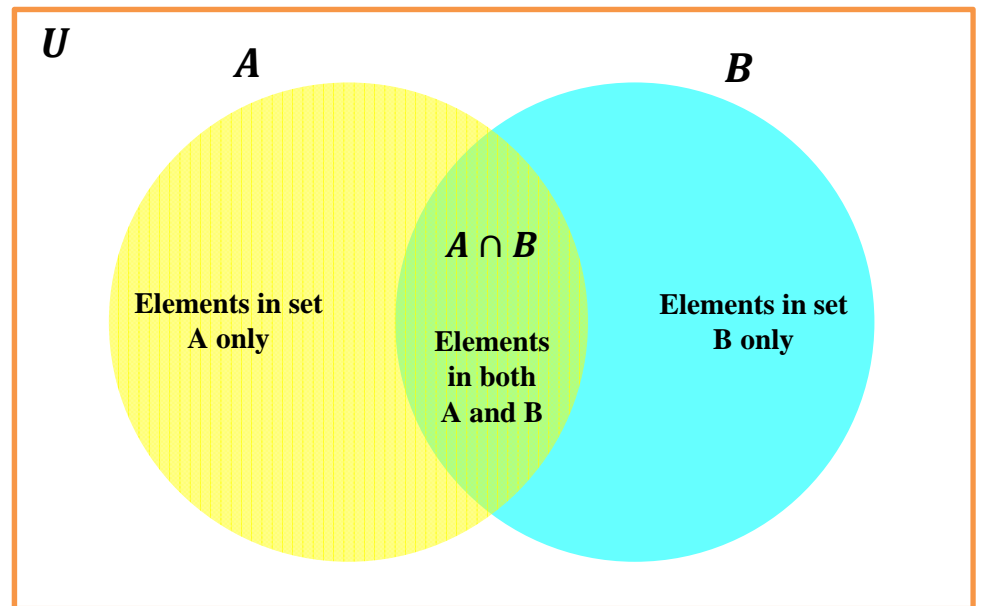 U
A
B
A ∩ B
Elements in set
A only
Elements
in both
A and B
Elements in set
B only